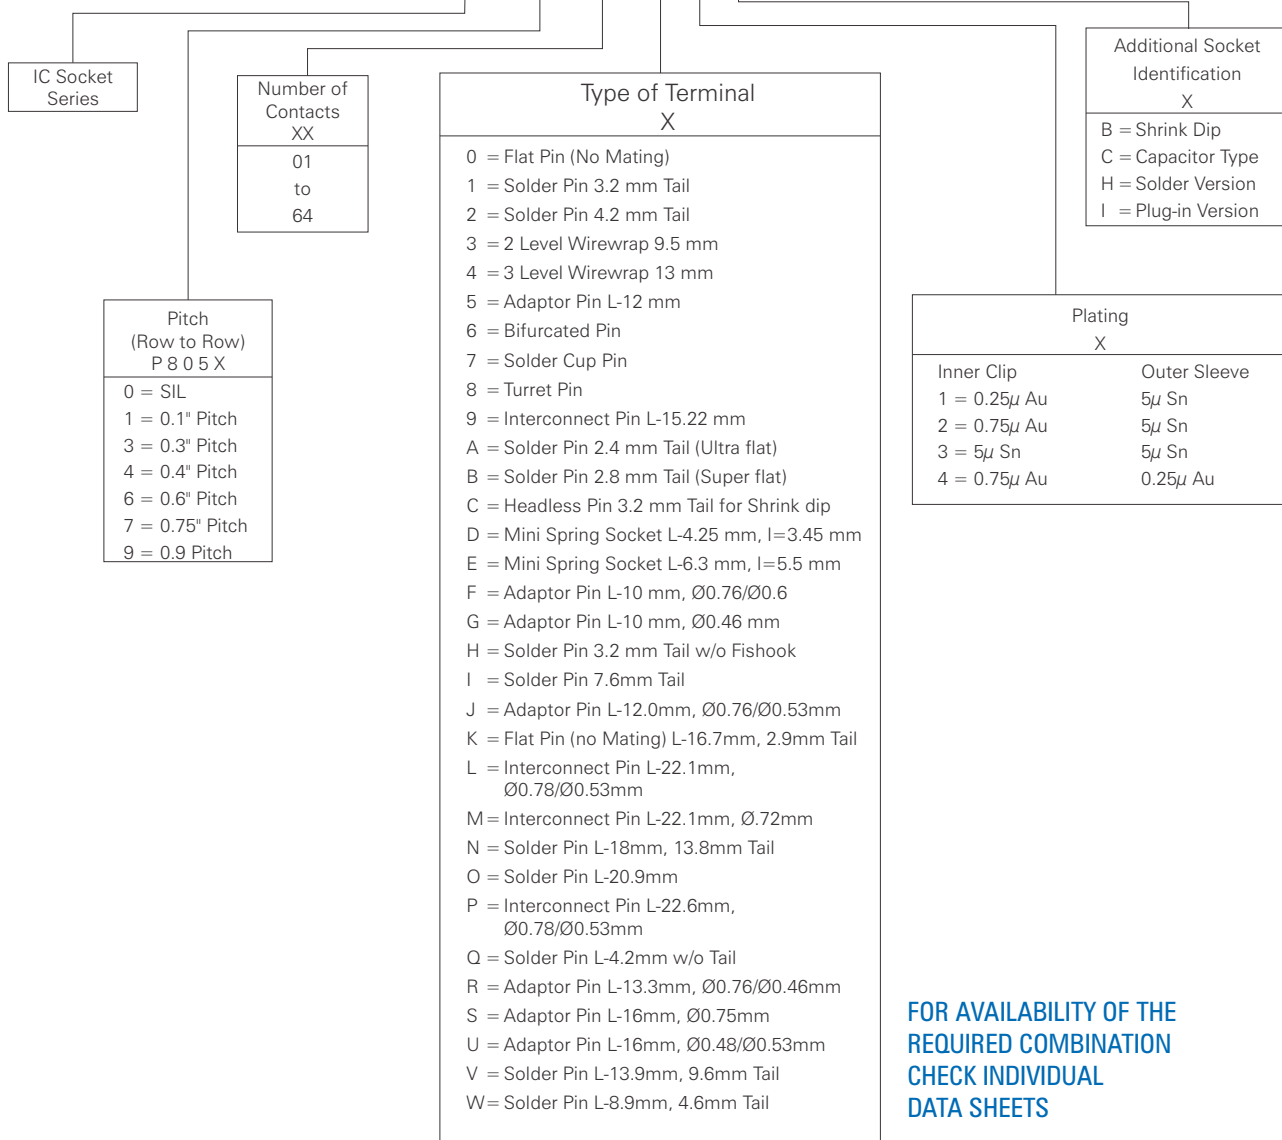 IC Socket
Series
Number of
Contacts
XX
01
to
64
Pitch
(Row to Row)
P 8 0 5 X
0 = SIL
1 = 0.1" Pitch
3 = 0.3" Pitch
4 = 0.4" Pitch
6 = 0.6" Pitch
7 = 0.75" Pitch
9 = 0.9 Pitch
Type of Terminal
X
0 = Flat Pin (No Mating)
1 = Solder Pin 3.2 mm Tail
2 = Solder Pin 4.2 mm Tail
3 = 2 Level Wirewrap 9.5 mm
4 = 3 Level Wirewrap 13 mm
5 = Adaptor Pin L-12 mm
6 = Bifurcated Pin
7 = Solder Cup Pin
8 = Turret Pin
9 = Interconnect Pin L-15.22 mm
A = Solder Pin 2.4 mm Tail (Ultra flat)
B = Solder Pin 2.8 mm Tail (Super flat)
C = Headless Pin 3.2 mm Tail for Shrink dip
D = Mini Spring Socket L-4.25 mm, l=3.45 mm
E = Mini Spring Socket L-6.3 mm, l=5.5 mm
F = Adaptor Pin L-10 mm, Ø0.76/Ø0.6
G = Adaptor Pin L-10 mm, Ø0.46 mm
H = Solder Pin 3.2 mm Tail w/o Fishook
I = Solder Pin 7.6mm Tail
J = Adaptor Pin L-12.0mm, Ø0.76/Ø0.53mm
K = Flat Pin (no Mating) L-16.7mm, 2.9mm Tail
L = Interconnect Pin L-22.1mm,
Ø0.78/Ø0.53mm
M = Interconnect Pin L-22.1mm, Ø.72mm
N = Solder Pin L-18mm, 13.8mm Tail
O = Solder Pin L-20.9mm
P = Interconnect Pin L-22.6mm,
Ø0.78/Ø0.53mm
Q = Solder Pin L-4.2mm w/o Tail
R = Adaptor Pin L-13.3mm, Ø0.76/Ø0.46mm
S = Adaptor Pin L-16mm, Ø0.75mm
U = Adaptor Pin L-16mm, Ø0.48/Ø0.53mm
V = Solder Pin L-13.9mm, 9.6mm Tail
W = Solder Pin L-8.9mm, 4.6mm Tail
Additional Socket
Identification
X
B = Shrink Dip
C = Capacitor Type
H = Solder Version
I = Plug-in Version
Plating
X
Inner Clip Outer Sleeve
1 = 0.25µ Au 5µ Sn
2 = 0.75µ Au 5µ Sn
3 = 5µ Sn 5µ Sn
4 = 0.75µ Au 0.25µ Au
FOR AVAILABILITY OF THE
REQUIRED COMBINATION
CHECK INDIVIDUAL
DATA SHEETS